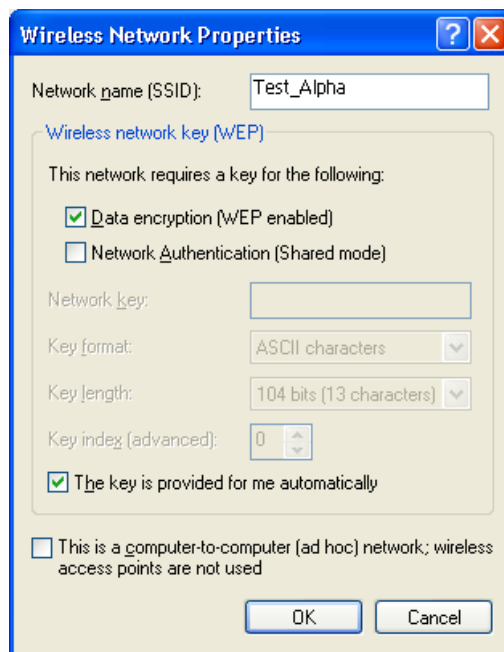 Wireless Network Properties
Network name (SSID): Test_Alpha
Wireless network key (WEP)
This network requires a key for the following:
Data encryption (WEP enabled)
Network Authentication (Shared mode)
Network key:
Key format: ASCII characters
Key length: 104 bits (13 characters)
Key index (advanced): 0
The key is provided for me automatically
This is a computer-to-computer (ad hoc) network; wireless
access points are not used
OK Cancel